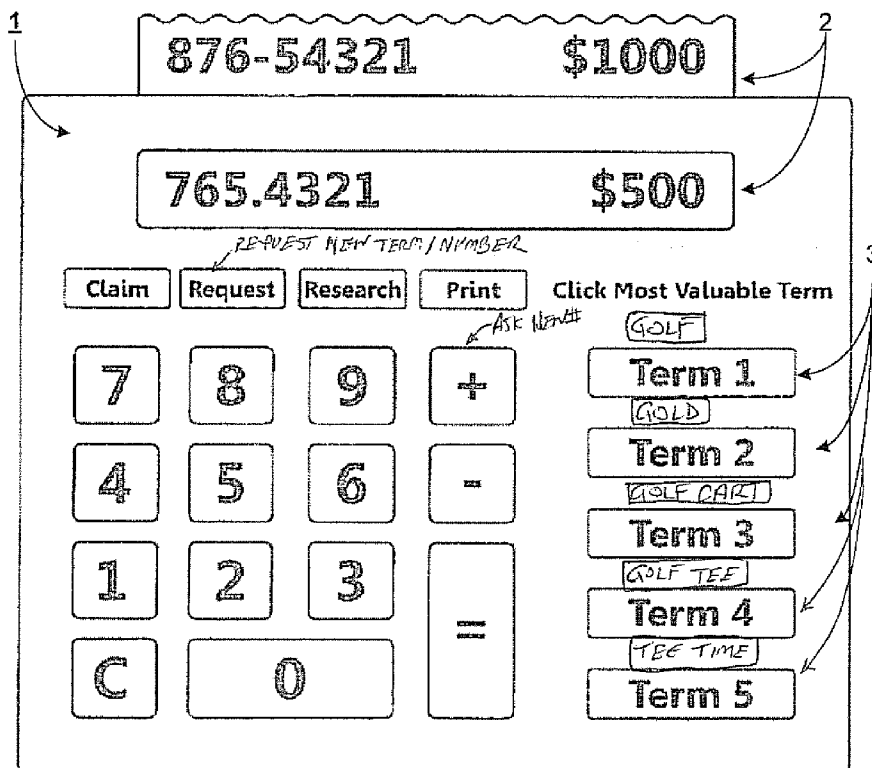 1 2
876-54321 $1000
765.4321 $500
REQUEST NEW TERM/NUMBER
3
Claim Request Research Print Click Most Valuable Term
ASK NEW#
GOLF
7 8 9 + Term 1
GOLD
4 5 6 - Term 2
GOLF CART
Term 3
1 2 3 =
GOLF TEE
Term 4
TEE TIME
C 0 Term 5